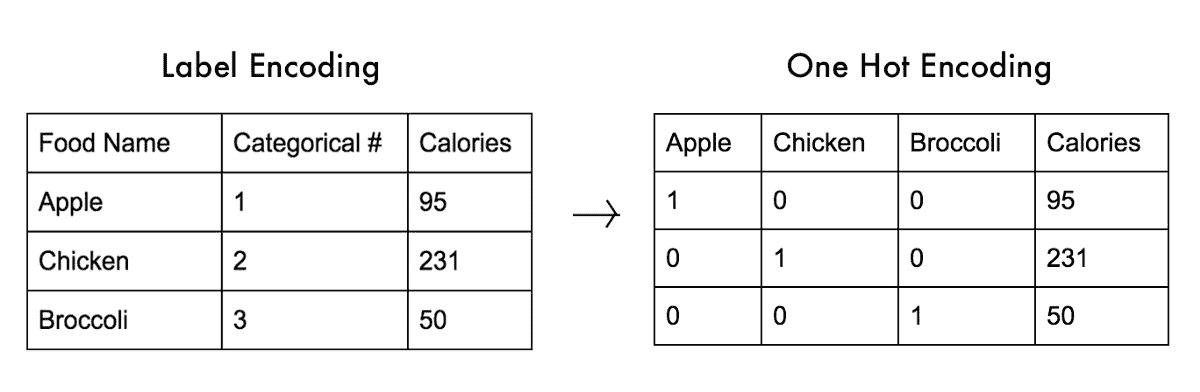 Label Encoding
Food Name Categorical # Calories
Apple 1 95
Chicken 2 231
Broccoli 3 50
One Hot Encoding
Apple Chicken Broccoli Calories
1 0 0 95
0 1 0 231
0 0 1 50